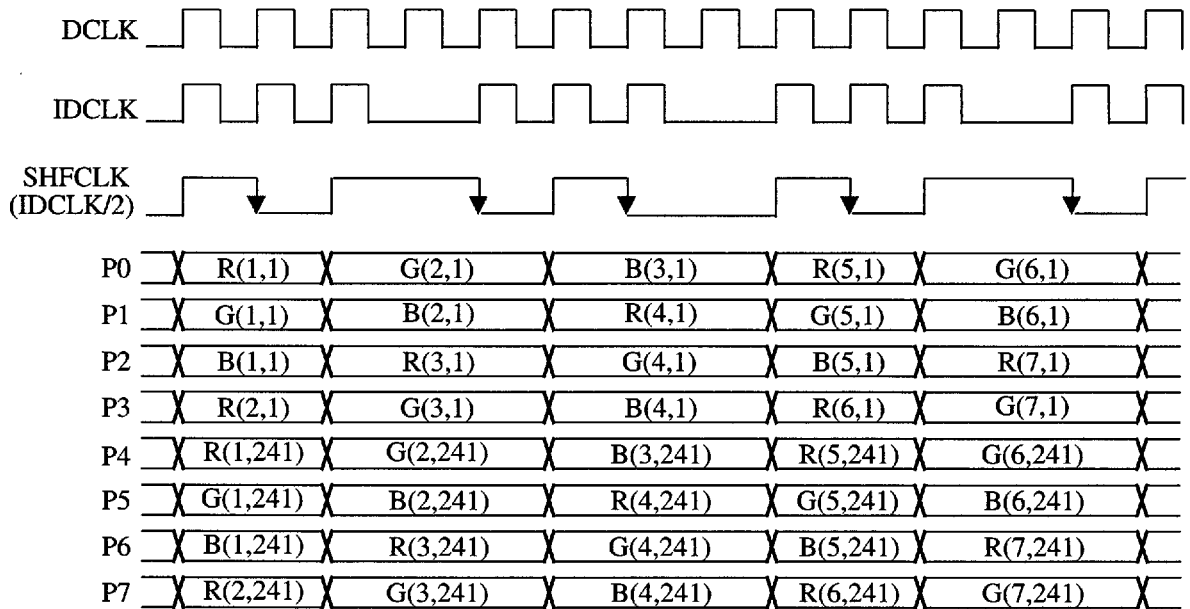 DCLK
IDCLK
SHFCLK
(IDCLK/2)
P0 R(1,1) G(2,1) B(3,1) R(5,1) G(6,1)
P1 G(1,1) B(2,1) R(4,1) G(5,1) B(6,1)
P2 B(1,1) R(3,1) G(4,1) B(5,1) R(7,1)
P3 R(2,1) G(3,1) B(4,1) R(6,1) G(7,1)
P4 R(1,241) G(2,241) B(3,241) R(5,241) G(6,241)
P5 G(1,241) B(2,241) R(4,241) G(5,241) B(6,241)
P6 B(1,241) R(3,241) G(4,241) B(5,241) R(7,241)
P7 R(2,241) G(3,241) B(4,241) R(6,241) G(7,241)